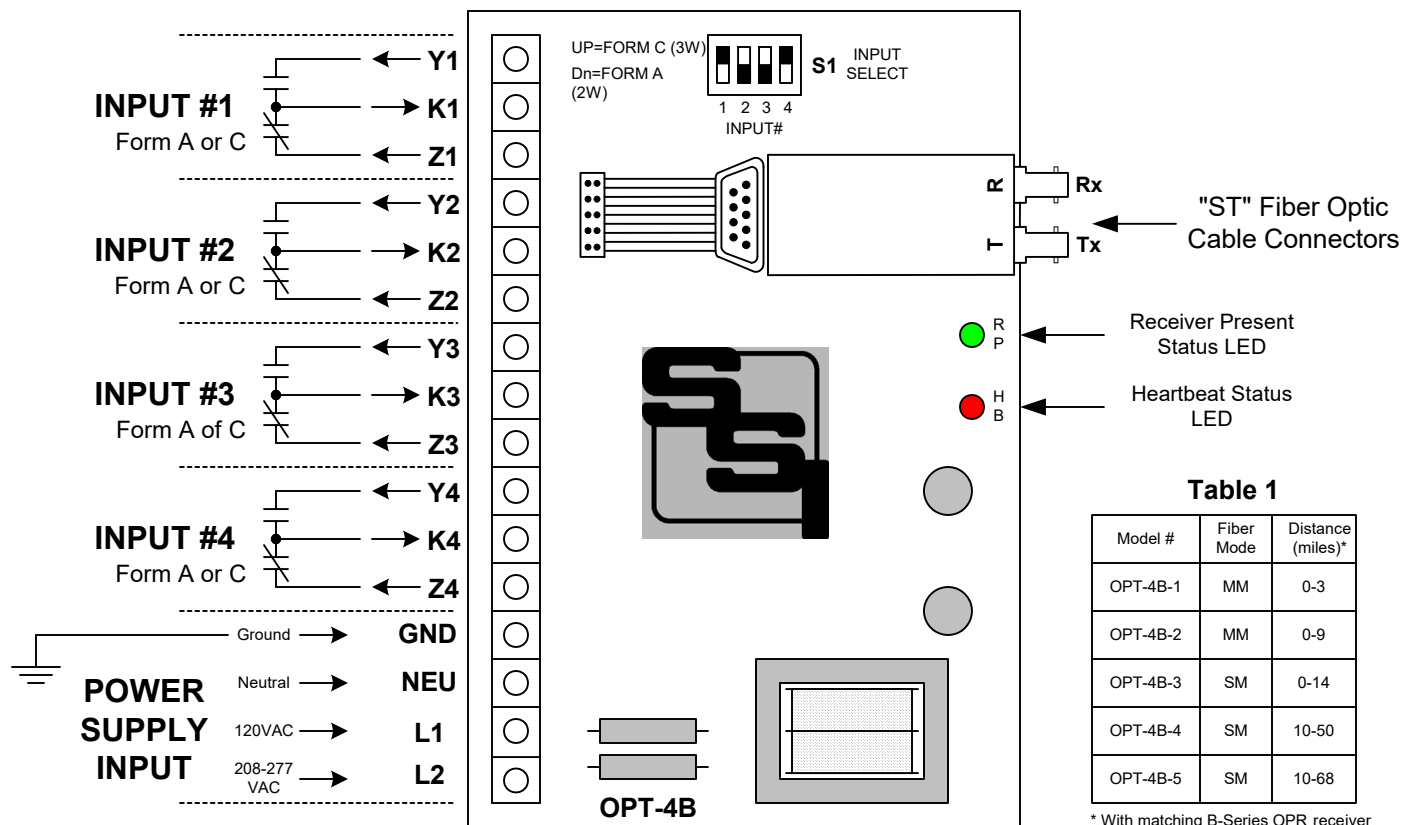 UP=FORM C (3W)
Dn=FORM A
(2W)
S1
INPUT
SELECT
1 2 3 4
INPUT#
INPUT #1
Form A or C
Y1
K1
Z1
INPUT #2
Form A or C
Y2
K2
Z2
INPUT #3
Form A of C
Y3
K3
Z3
INPUT #4
Form A or C
Y4
K4
Z4
POWER
SUPPLY
INPUT
Ground
GND
Neutral
NEU
120VAC
L1
208-277
VAC
L2
R
Rx
T
Tx
"ST" Fiber Optic
Cable Connectors
R
P
Receiver Present
Status LED
H
B
Heartbeat Status
LED
SSI
OPT-4B
Table 1
Model # Fiber Mode Distance (miles)*
OPT-4B-1 MM 0-3
OPT-4B-2 MM 0-9
OPT-4B-3 SM 0-14
OPT-4B-4 SM 10-50
OPT-4B-5 SM 10-68
* With matching B-Series OPR receiver